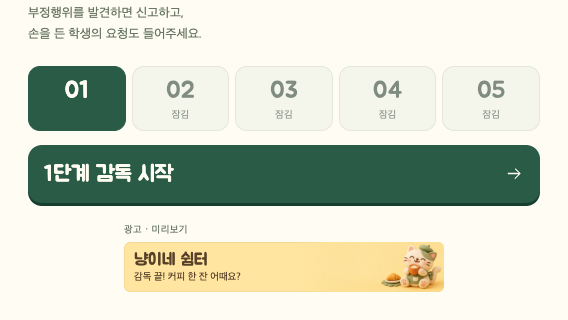 부정행위를 발견하면 신고하고,
손을 든 학생의 요청도 들어주세요.
01 02 03 04 05
잠김 잠김 잠김 잠김
1단계 감독 시작 →
광고 · 미리보기
냥이네 쉼터
감독 끝! 커피 한 잔 어때요?